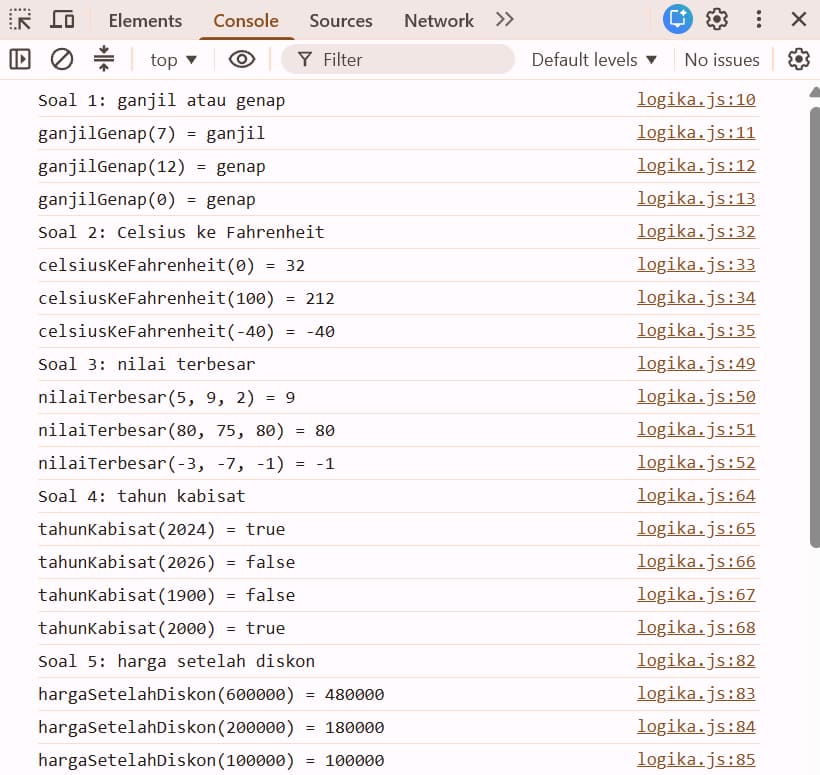 Elements Console Sources Network
top Filter Default levels No issues
Soal 1: ganjil atau genap logika.js:10
ganjilGenap(7) = ganjil logika.js:11
ganjilGenap(12) = genap logika.js:12
ganjilGenap(0) = genap logika.js:13
Soal 2: Celsius ke Fahrenheit logika.js:32
celsiusKeFahrenheit(0) = 32 logika.js:33
celsiusKeFahrenheit(100) = 212 logika.js:34
celsiusKeFahrenheit(-40) = -40 logika.js:35
Soal 3: nilai terbesar logika.js:49
nilaiTerbesar(5, 9, 2) = 9 logika.js:50
nilaiTerbesar(80, 75, 80) = 80 logika.js:51
nilaiTerbesar(-3, -7, -1) = -1 logika.js:52
Soal 4: tahun kabisat logika.js:64
tahunKabisat(2024) = true logika.js:65
tahunKabisat(2026) = false logika.js:66
tahunKabisat(1900) = false logika.js:67
tahunKabisat(2000) = true logika.js:68
Soal 5: harga setelah diskon logika.js:82
hargaSetelahDiskon(600000) = 480000 logika.js:83
hargaSetelahDiskon(200000) = 180000 logika.js:84
hargaSetelahDiskon(100000) = 100000 logika.js:85